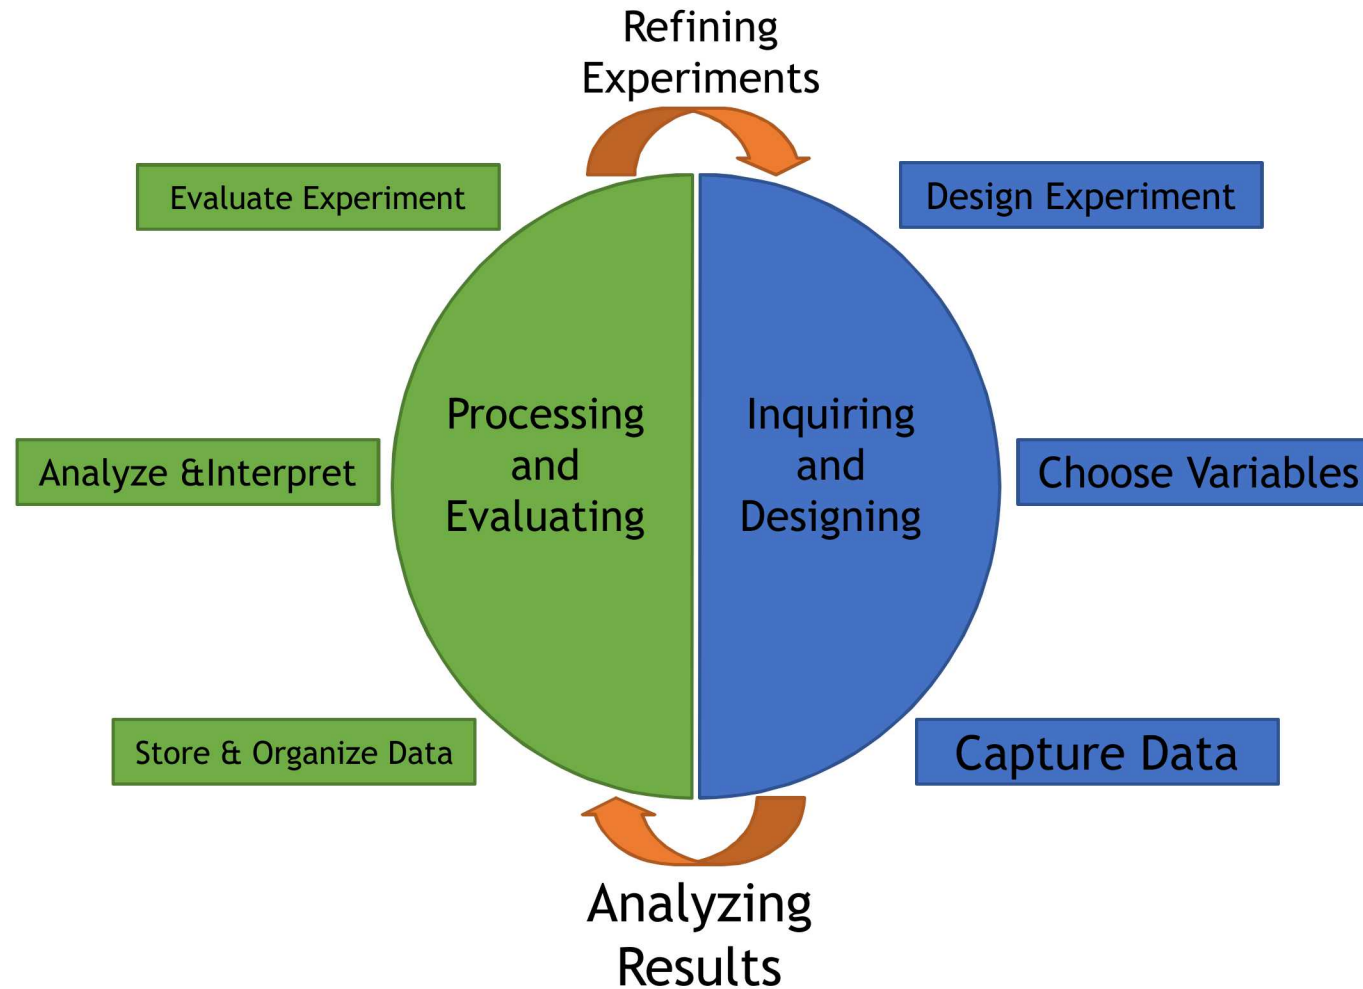 Refining
Experiments
Evaluate Experiment
Design Experiment
Processing
and
Evaluating
Inquiring
and
Designing
Analyze &Interpret
Choose Variables
Store & Organize Data
Capture Data
Analyzing
Results